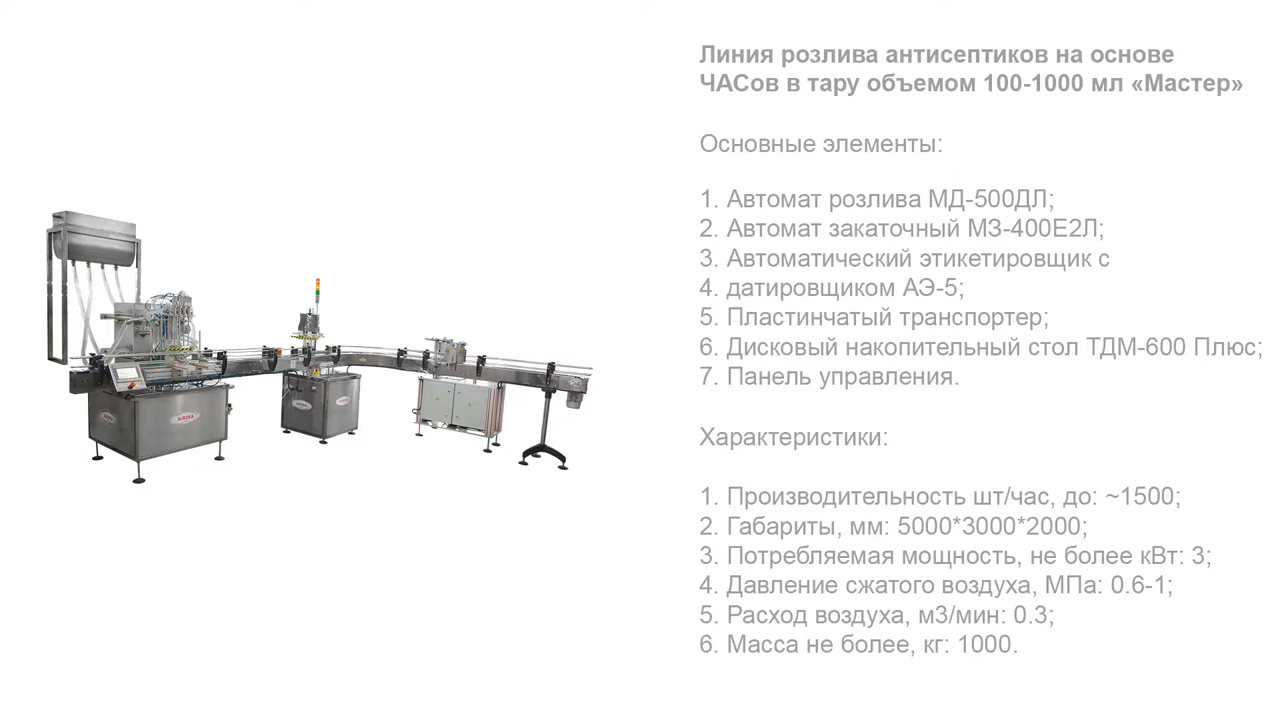 Линия розлива антисептиков на основе
ЧАСов в тару объемом 100-1000 мл «Мастер»
Основные элементы:
1. Автомат розлива МД-500ДЛ;
2. Автомат закаточный МЗ-400Е2Л;
3. Автоматический этикетировщик с
4. датировщиком АЭ-5;
5. Пластинчатый транспортер;
6. Дисковый накопительный стол ТДМ-600 Плюс;
7. Панель управления.
Характеристики:
1. Производительность шт/час, до: ~1500;
2. Габариты, мм: 5000*3000*2000;
3. Потребляемая мощность, не более кВт: 3;
4. Давление сжатого воздуха, МПа: 0.6-1;
5. Расход воздуха, м3/мин: 0.3;
6. Масса не более, кг: 1000.
AURORA